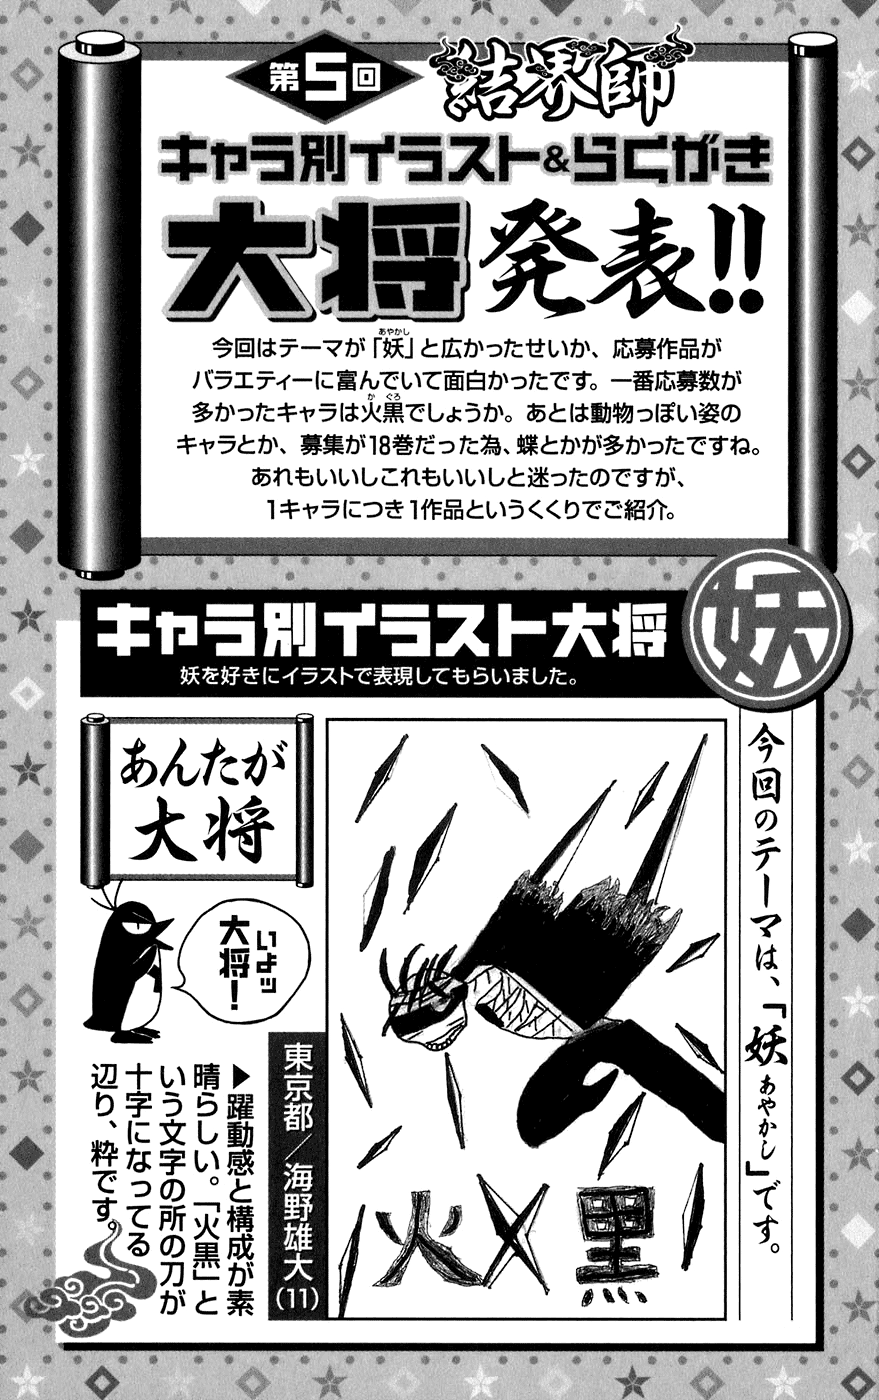 第5回
結界師
キャラ別イラスト&らくがき
大将発表!!
今回はテーマが「妖」と広かったせいか、応募作品が
あやかし
バラエティーに富んでいて面白かったです。一番応募数が
多かったキャラは火黒でしょうか。あとは動物っぽい姿の
かぐろ
キャラとか、募集が18巻だった為、蝶とかが多かったですね。
あれもいいしこれもいいしと迷ったのですが、
1キャラにつき1作品というくくりでご紹介。
キャラ別イラスト大将
妖を好きにイラストで表現してもらいました。
妖
今回のテーマは、「妖あやかし」です。
あんたが
大将
いよッ
大将!
火×黒
東京都/海野雄大(11)
▶躍動感と構成が素
晴らしい。「火黒」と
いう文字の所の刀が
十字になってる
辺り、粋です。